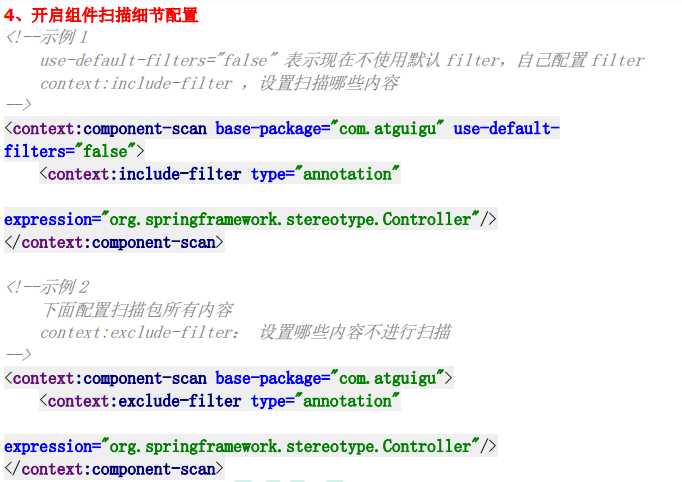 4、开启组件扫描细节配置
<!--示例 1
use-default-filters="false" 表示现在不使用默认 filter，自己配置 filter
context:include-filter ，设置扫描哪些内容
-->
<context:component-scan base-package="com.atguigu" use-default-
filters="false">
<context:include-filter type="annotation"
expression="org.springframework.stereotype.Controller"/>
</context:component-scan>
<!--示例 2
下面配置扫描包所有内容
context:exclude-filter： 设置哪些内容不进行扫描
-->
<context:component-scan base-package="com.atguigu">
<context:exclude-filter type="annotation"
expression="org.springframework.stereotype.Controller"/>
</context:component-scan>